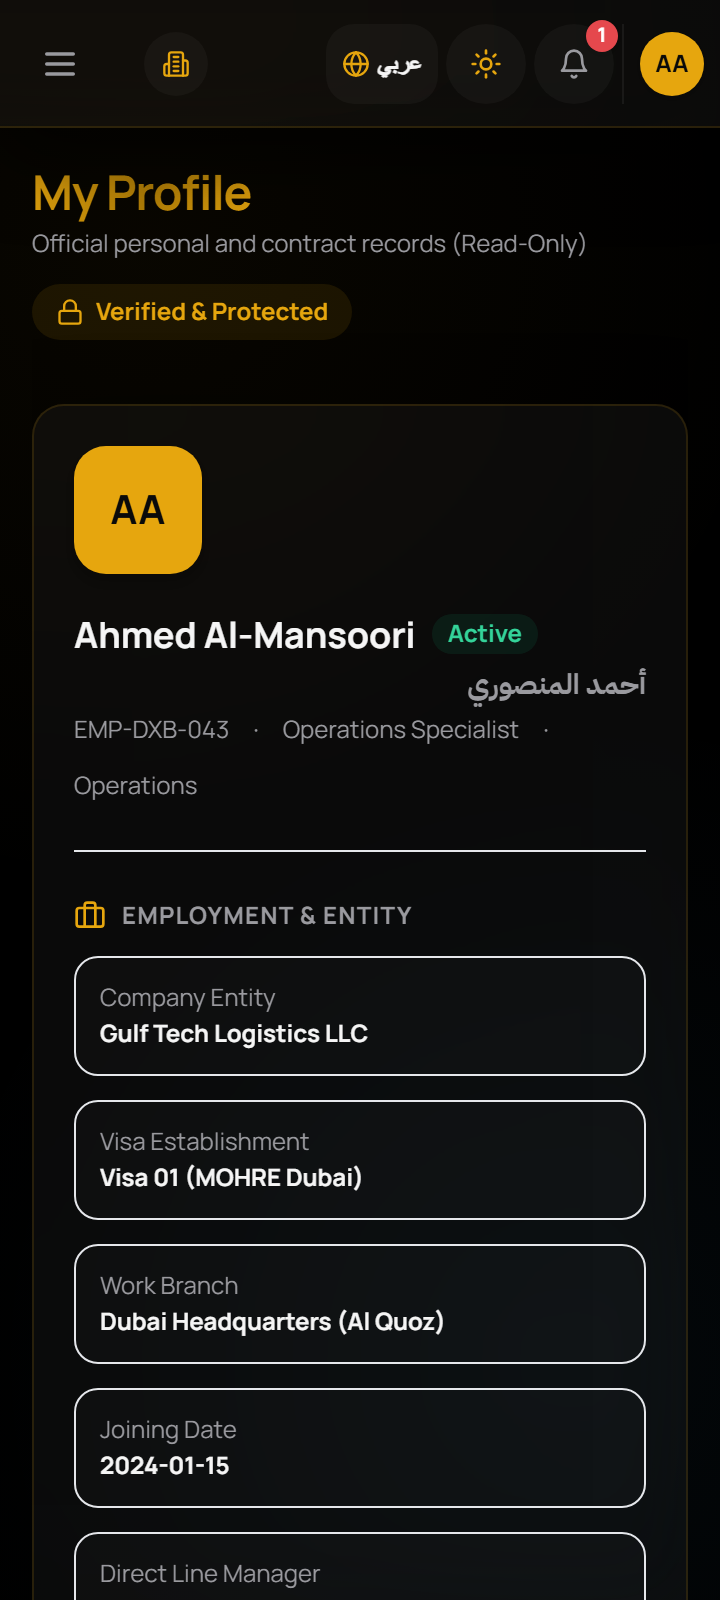 عربي
1
AA
My Profile
Official personal and contract records (Read-Only)
Verified & Protected
AA
Ahmed Al-Mansoori Active
أحمد المنصوري
EMP-DXB-043 · Operations Specialist ·
Operations
EMPLOYMENT & ENTITY
Company Entity
Gulf Tech Logistics LLC
Visa Establishment
Visa 01 (MOHRE Dubai)
Work Branch
Dubai Headquarters (Al Quoz)
Joining Date
2024-01-15
Direct Line Manager